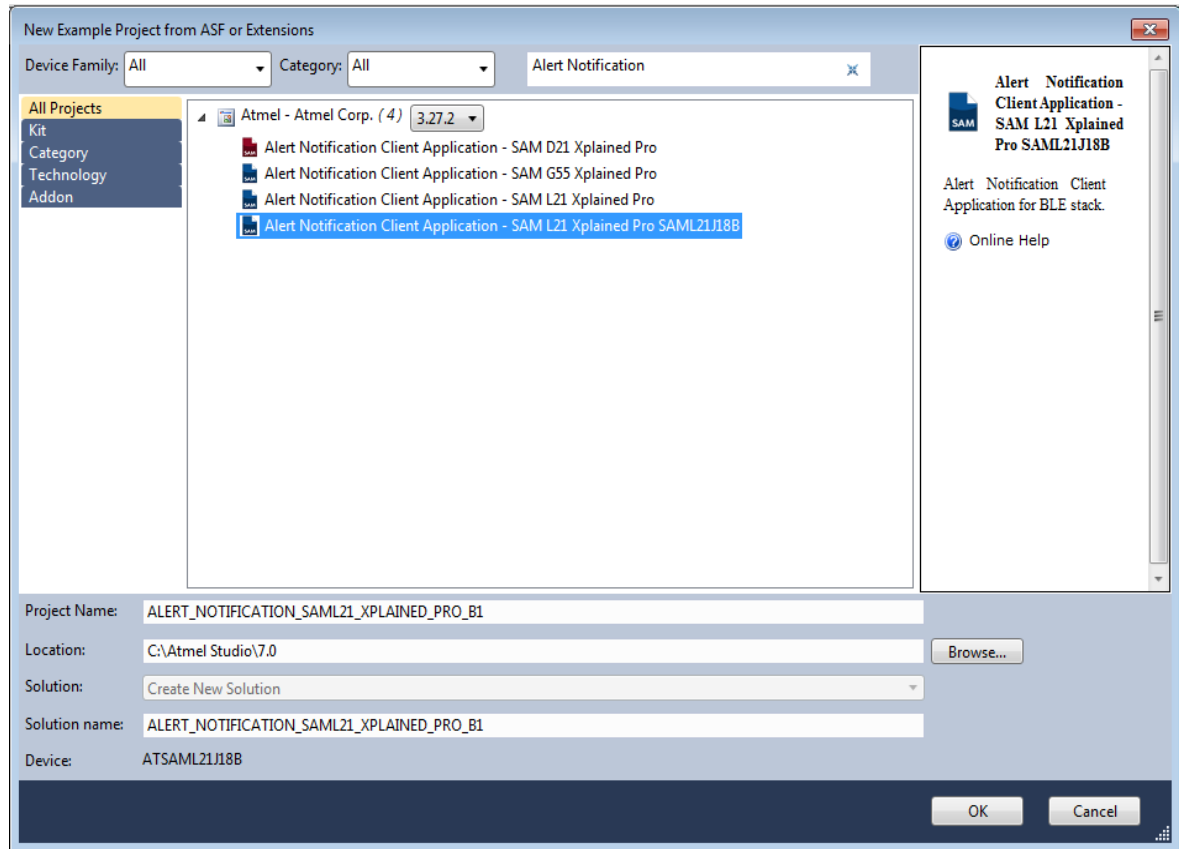 New Example Project from ASF or Extensions
Device Family: All Category: All Alert Notification
All Projects
Kit
Category
Technology
Addon
Atmel - Atmel Corp. (4) 3.27.2
Alert Notification Client Application - SAM D21 Xplained Pro
Alert Notification Client Application - SAM G55 Xplained Pro
Alert Notification Client Application - SAM L21 Xplained Pro
Alert Notification Client Application - SAM L21 Xplained Pro SAML21J18B
SAM
Alert Notification
Client Application -
SAM L21 Xplained
Pro SAML21J18B
Alert Notification Client
Application for BLE stack.
Online Help
Project Name: ALERT_NOTIFICATION_SAML21_XPLAINED_PRO_B1
Location: C:\Atmel Studio\7.0 Browse...
Solution: Create New Solution
Solution name: ALERT_NOTIFICATION_SAML21_XPLAINED_PRO_B1
Device: ATSAML21J18B
OK Cancel